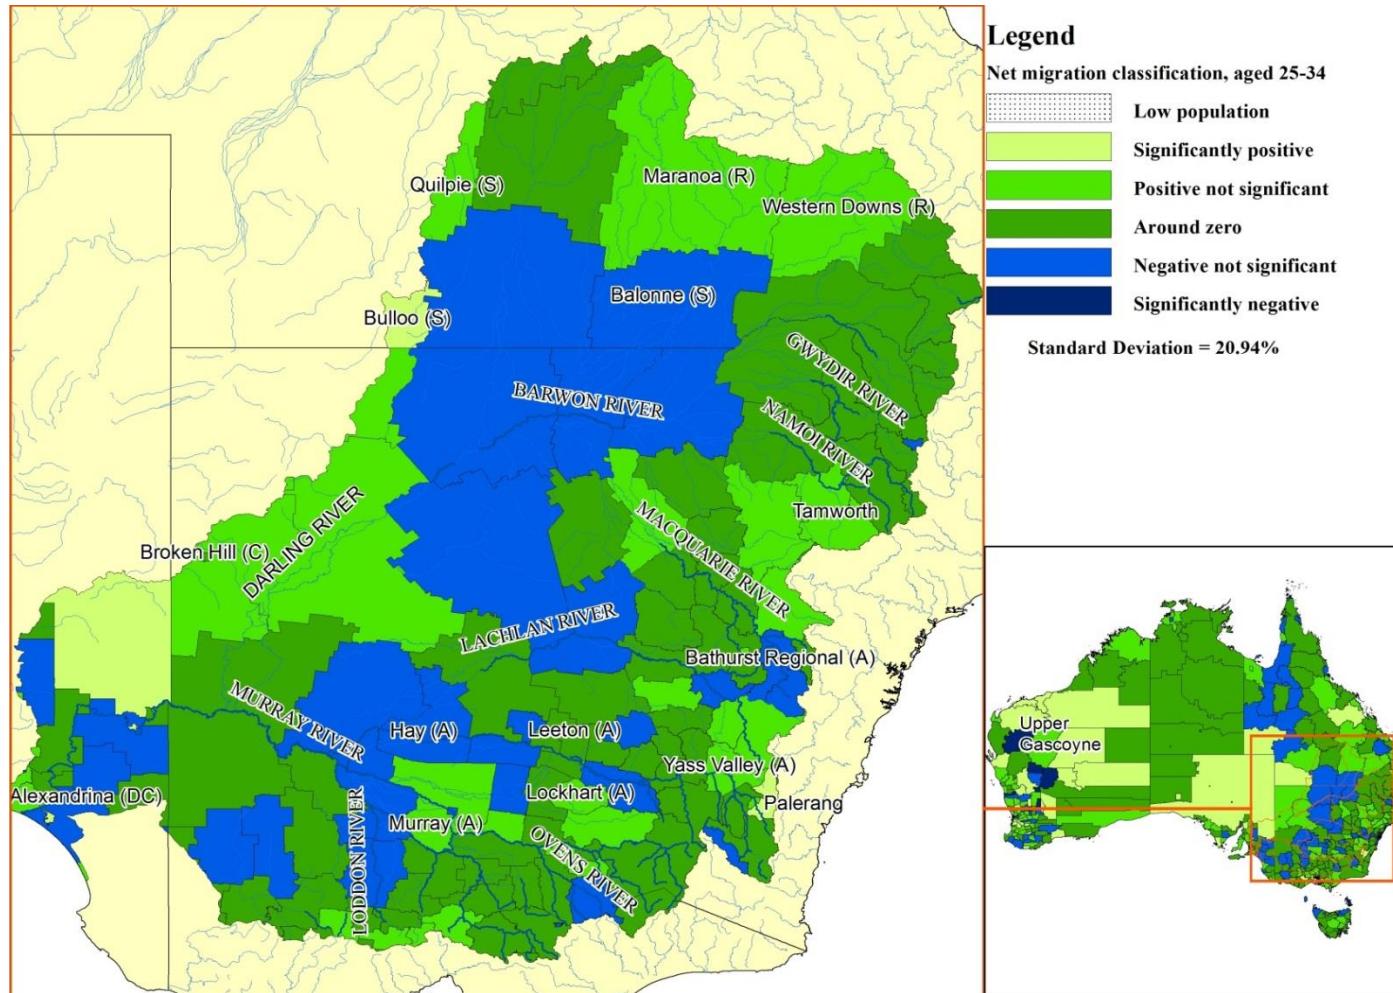 Legend
Net migration classification, aged 25-34
Low population
Significantly positive
Positive not significant
Around zero
Negative not significant
Significantly negative
Standard Deviation = 20.94%
Quilpie (S)
Maranoa (R)
Western Downs (R)
Balonne (S)
Bulloo (S)
GWYDIR RIVER
BARWON RIVER
NAMOI RIVER
Tamworth
MACQUARIE RIVER
Broken Hill (C)
DARLING RIVER
LACHLAN RIVER
Bathurst Regional (A)
MURRAY RIVER
Hay (A)
Leeton (A)
Yass Valley (A)
Alexandrina (DC)
Lockhart (A)
Palerang
Murray (A)
LODDON RIVER
OVENS RIVER
Upper
Gascoyne